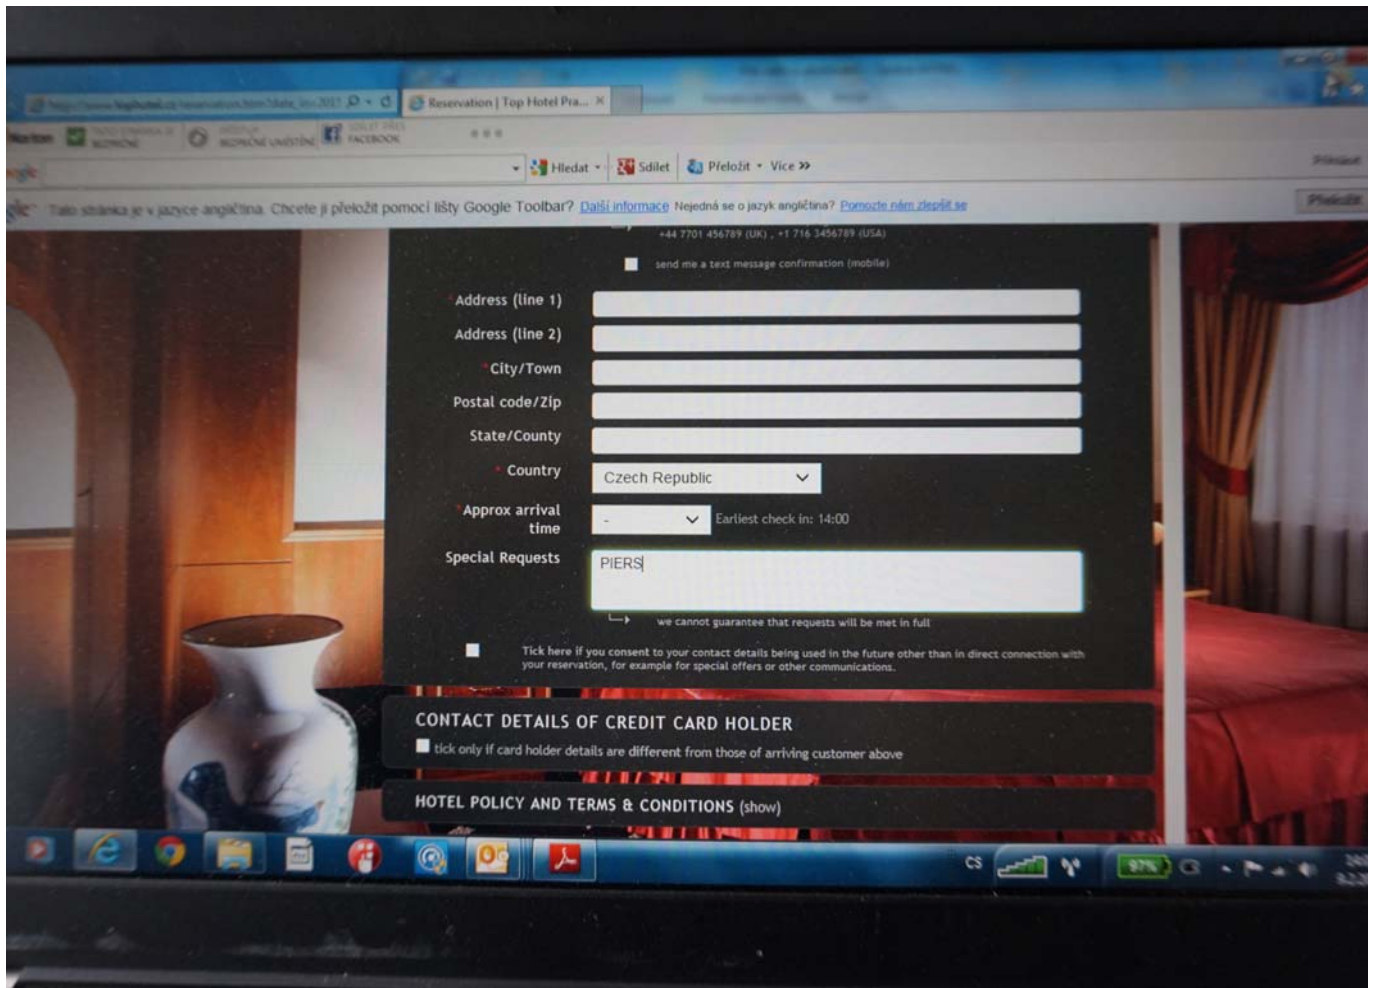 Reservation | Top Hotel Pra...
Norton
FACEBOOK
Hledat
Sdílet
Přeložit
Více
Tato stránka je v jazyce angličtina. Chcete ji přeložit pomocí lišty Google Toolbar? Další informace Nejedná se o jazyk angličtina? Pomozte nám zlepšit se
Přeložit
+44 7701 456789 (UK) , +1 716 3456789 (USA)
send me a text message confirmation (mobile)
*Address (line 1)
Address (line 2)
*City/Town
Postal code/Zip
State/County
* Country
Czech Republic
*Approx arrival
time
-
Earliest check in: 14:00
Special Requests
PIERS
we cannot guarantee that requests will be met in full
Tick here if you consent to your contact details being used in the future other than in direct connection with
your reservation, for example for special offers or other communications.
CONTACT DETAILS OF CREDIT CARD HOLDER
tick only if card holder details are different from those of arriving customer above
HOTEL POLICY AND TERMS & CONDITIONS (show)
CS
97%